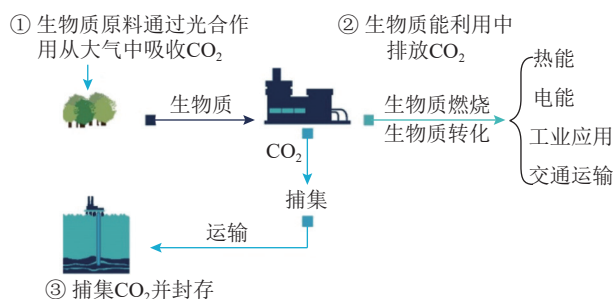 ① 生物质原料通过光合作
用从大气中吸收CO₂
② 生物质能利用中
排放CO₂
生物质
生物质燃烧
生物质转化
热能
电能
工业应用
交通运输
CO₂
捕集
运输
③ 捕集CO₂并封存